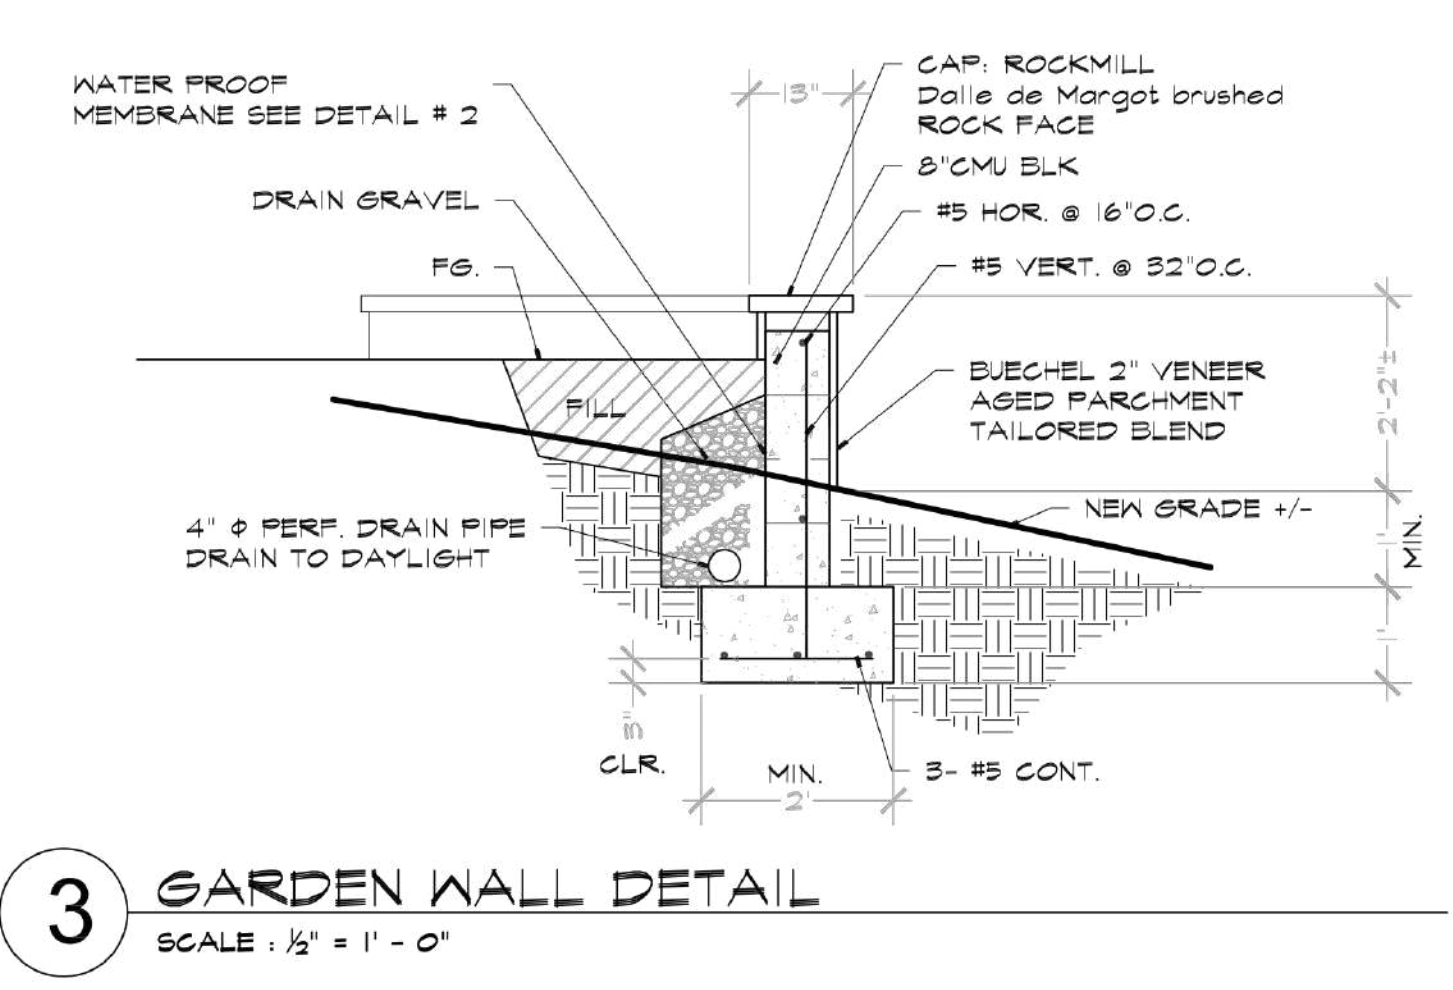 WATER PROOF
MEMBRANE SEE DETAIL # 2
DRAIN GRAVEL
FG.
13"
CAP: ROCKMILL
Dalle de Margot brushed
ROCK FACE
8"CMU BLK
#5 HOR. @ 16"O.C.
#5 VERT. @ 32"O.C.
FILL
BUECHEL 2" VENEER
AGED PARCHMENT
TAILORED BLEND
2'-2"±
4" Φ PERF. DRAIN PIPE
DRAIN TO DAYLIGHT
NEW GRADE +/-
1'
MIN.
1'
3"
CLR.
MIN.
2'
3- #5 CONT.
3
GARDEN WALL DETAIL
SCALE : ½" = 1' - 0"